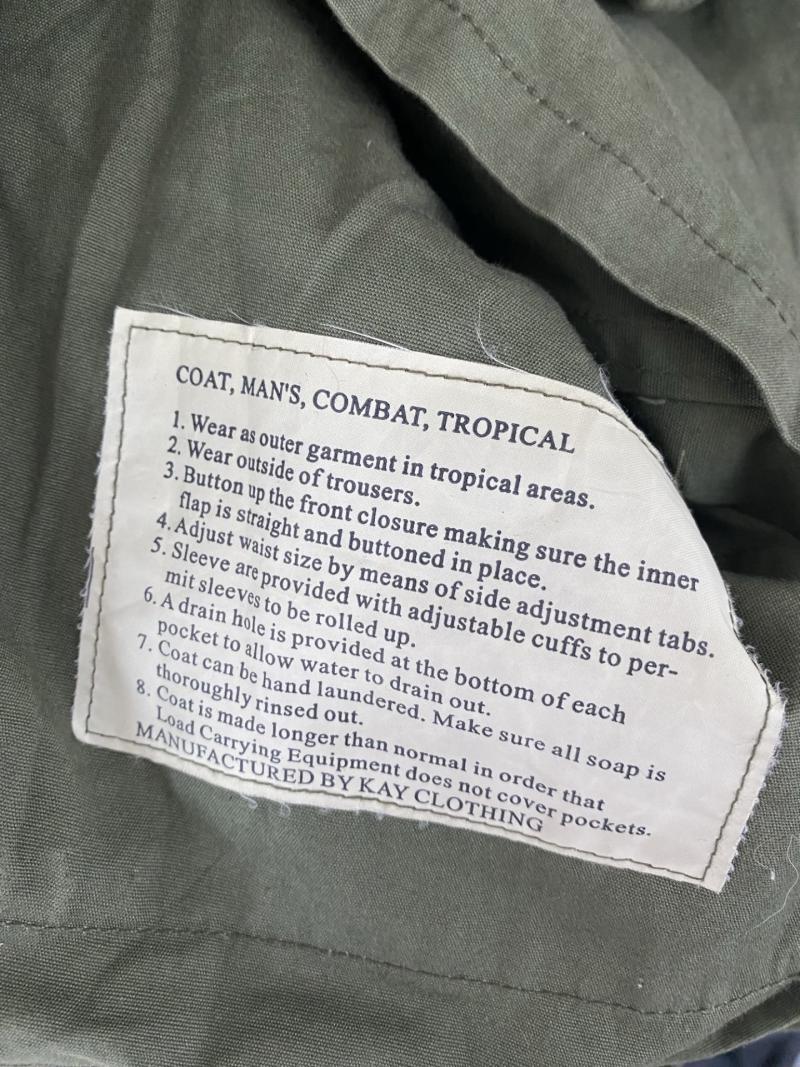 COAT, MAN'S, COMBAT, TROPICAL
1. Wear as outer garment in tropical areas.
2. Wear outside of trousers.
3. Button up the front closure making sure the inner
flap is straight and buttoned in place.
4. Adjust waist size by means of side adjustment tabs.
5. Sleeve are provided with adjustable cuffs to per-
mit sleeves to be rolled up.
6. A drain hole is provided at the bottom of each
pocket to allow water to drain out.
7. Coat can be hand laundered. Make sure all soap is
thoroughly rinsed out.
8. Coat is made longer than normal in order that
Load Carrying Equipment does not cover pockets.
MANUFACTURED BY KAY CLOTHING